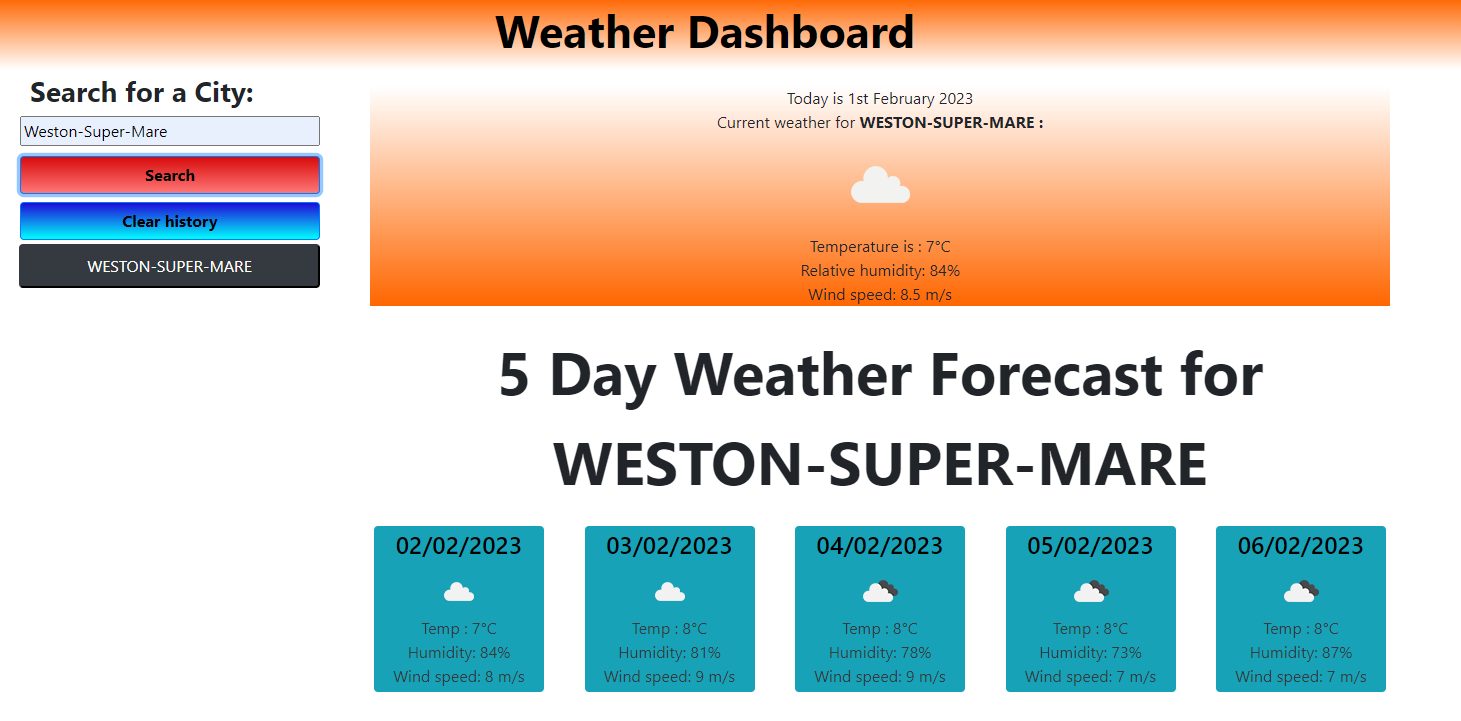 Weather Dashboard
Search for a City:
Weston-Super-Mare
Search
Clear history
WESTON-SUPER-MARE
Today is 1st February 2023
Current weather for WESTON-SUPER-MARE :
Temperature is : 7°C
Relative humidity: 84%
Wind speed: 8.5 m/s
5 Day Weather Forecast for
WESTON-SUPER-MARE
02/02/2023
Temp : 7°C
Humidity: 84%
Wind speed: 8 m/s
03/02/2023
Temp : 8°C
Humidity: 81%
Wind speed: 9 m/s
04/02/2023
Temp : 8°C
Humidity: 78%
Wind speed: 9 m/s
05/02/2023
Temp : 8°C
Humidity: 73%
Wind speed: 7 m/s
06/02/2023
Temp : 8°C
Humidity: 87%
Wind speed: 7 m/s